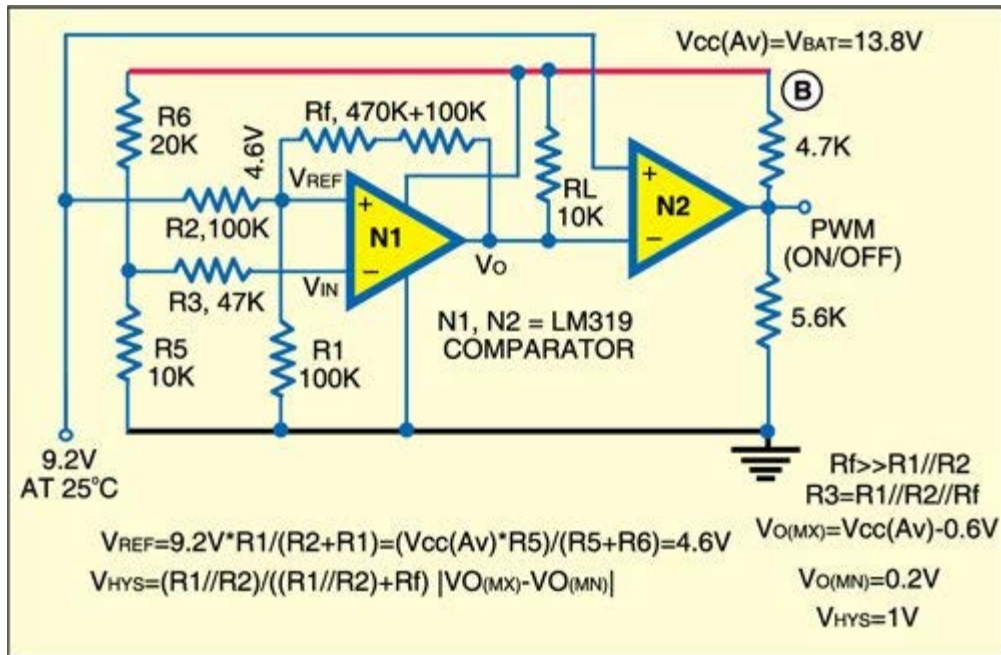 Vcc(Av)=VBAT=13.8V
B
R6
20K
4.6V
Rf, 470K+100K
4.7K
VREF
+
R2,100K
N1
RL
10K
+
N2
−
PWM
(ON/OFF)
VO
−
VIN
R3, 47K
5.6K
N1, N2 = LM319
COMPARATOR
R5
10K
R1
100K
9.2V
AT 25°C
Rf>>R1//R2
R3=R1//R2//Rf
VO(MX)=Vcc(Av)-0.6V
VREF=9.2V*R1/(R2+R1)=(Vcc(Av)*R5)/(R5+R6)=4.6V
VHYS=(R1//R2)/((R1//R2)+Rf) |VO(MX)-VO(MN)|
VO(MN)=0.2V
VHYS=1V